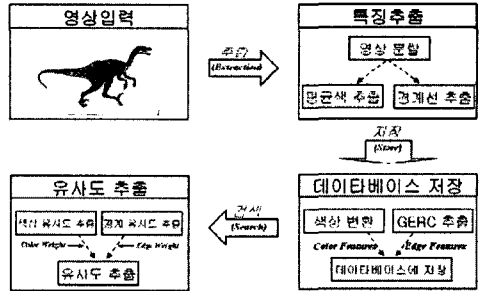 영상입력
추출
(Extraction)
특징추출
영상 분할
평균색 추출
경계선 추출
저장
(Store)
데이타베이스 저장
색상 변환
GERC 추출
Color Features
Edge Features
데이타베이스에 저장
검색
(Search)
유사도 추출
색상 유사도 추출
경계 유사도 추출
Color Weight
Edge Weight
유사도 추출